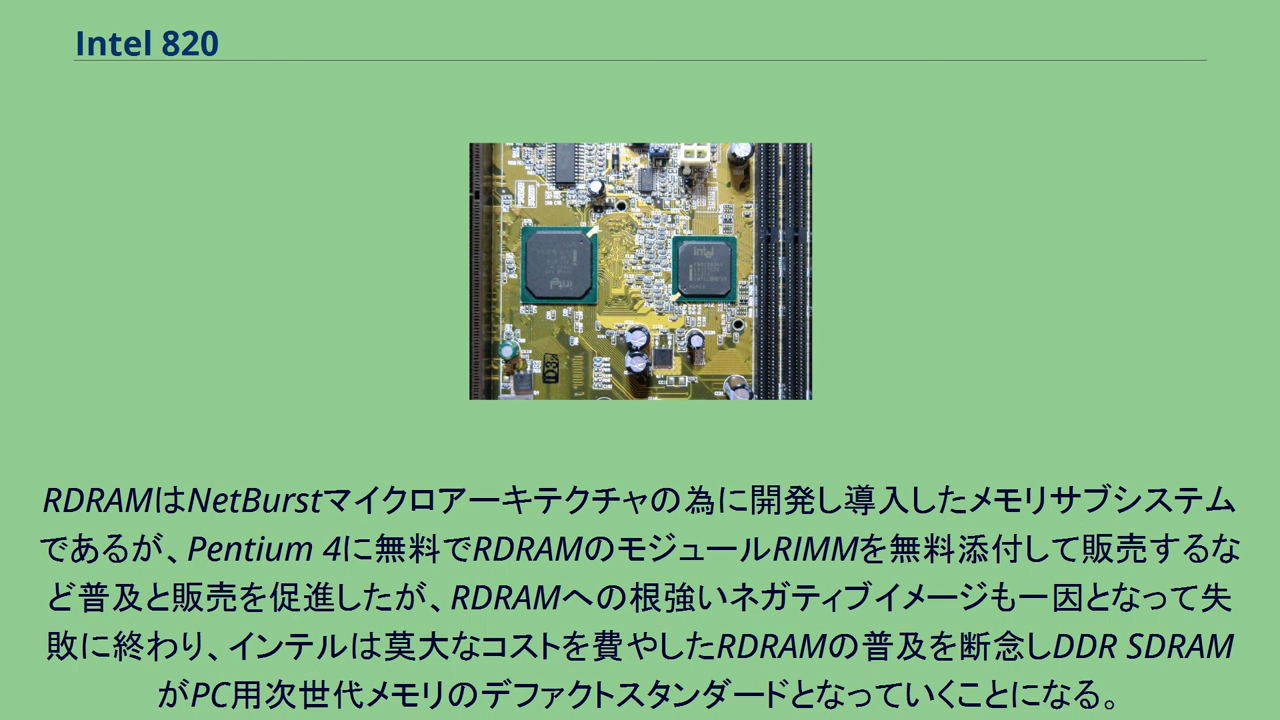 Intel 820
intel
intel
RDRAMはNetBurstマイクロアーキテクチャの為に開発し導入したメモリサブシステム
であるが、Pentium 4に無料でRDRAMのモジュールRIMMを無料添付して販売するな
ど普及と販売を促進したが、RDRAMへの根強いネガティブイメージも一因となって失
敗に終わり、インテルは莫大なコストを費やしたRDRAMの普及を断念しDDR SDRAM
がPC用次世代メモリのデファクトスタンダードとなっていくことになる。